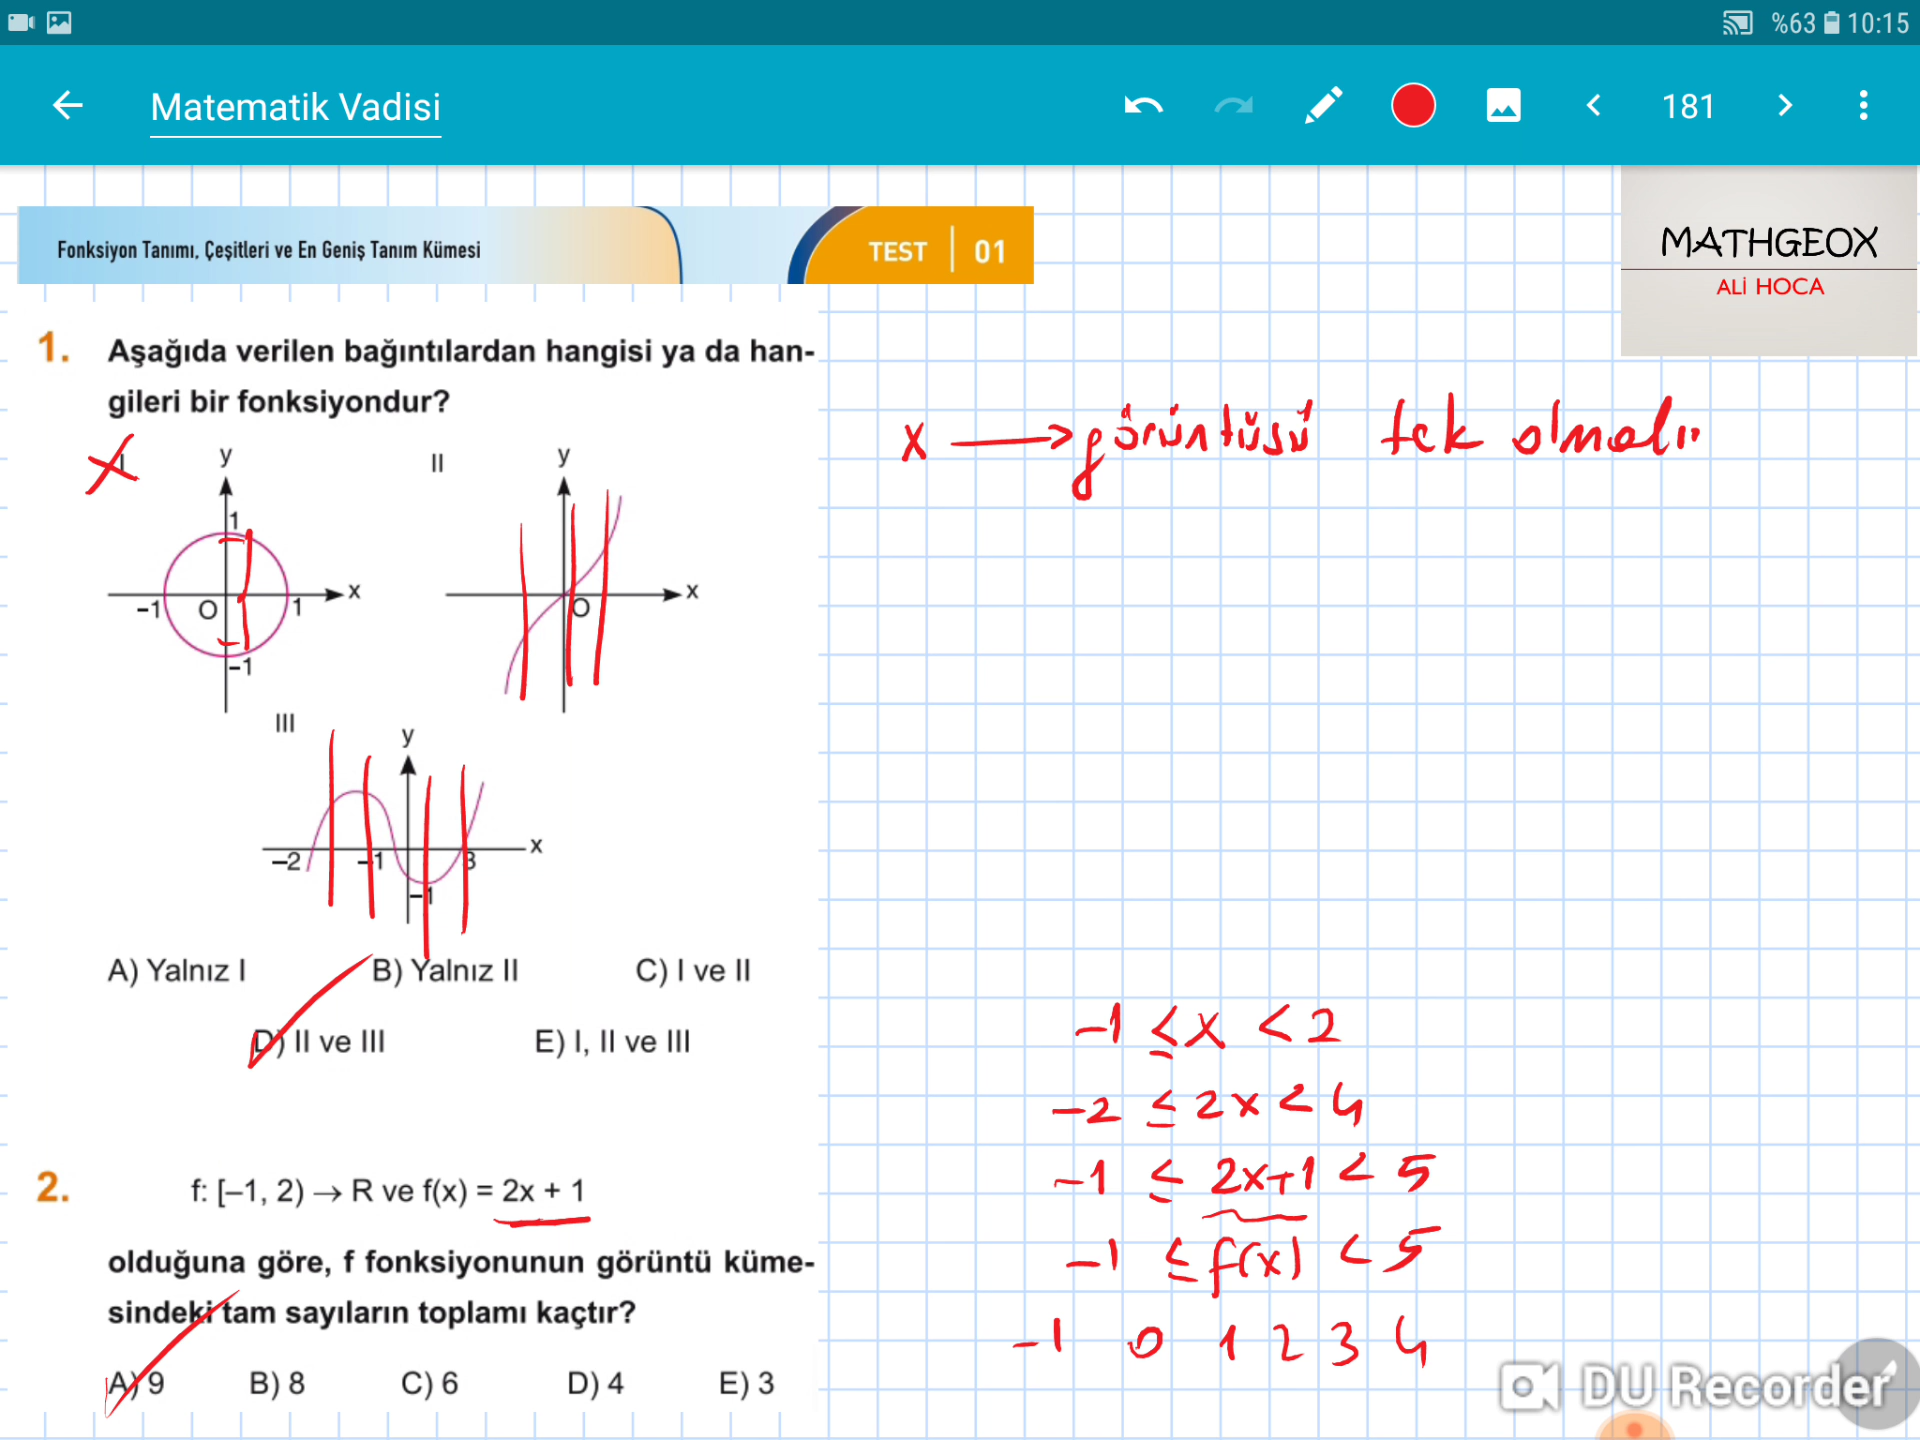 %63 10:15
Matematik Vadisi
181
Fonksiyon Tanımı, Çeşitleri ve En Geniş Tanım Kümesi
TEST 01
MATHGEOX
ALİ HOCA
1. Aşağıda verilen bağıntılardan hangisi ya da han-
gileri bir fonksiyondur?
x → görüntüsü tek olmalı
I y II y
1
-1 O 1 x O x
-1
III y
-2 -1 3 x
-1
A) Yalnız I B) Yalnız II C) I ve II
D) II ve III E) I, II ve III
-1 ≤ x < 2
-2 ≤ 2x < 4
-1 ≤ 2x+1 < 5
-1 ≤ f(x) < 5
-1 0 1 2 3 4
2. f: [–1, 2) → R ve f(x) = 2x + 1
olduğuna göre, f fonksiyonunun görüntü küme-
sindeki tam sayıların toplamı kaçtır?
A) 9 B) 8 C) 6 D) 4 E) 3
DU Recorder